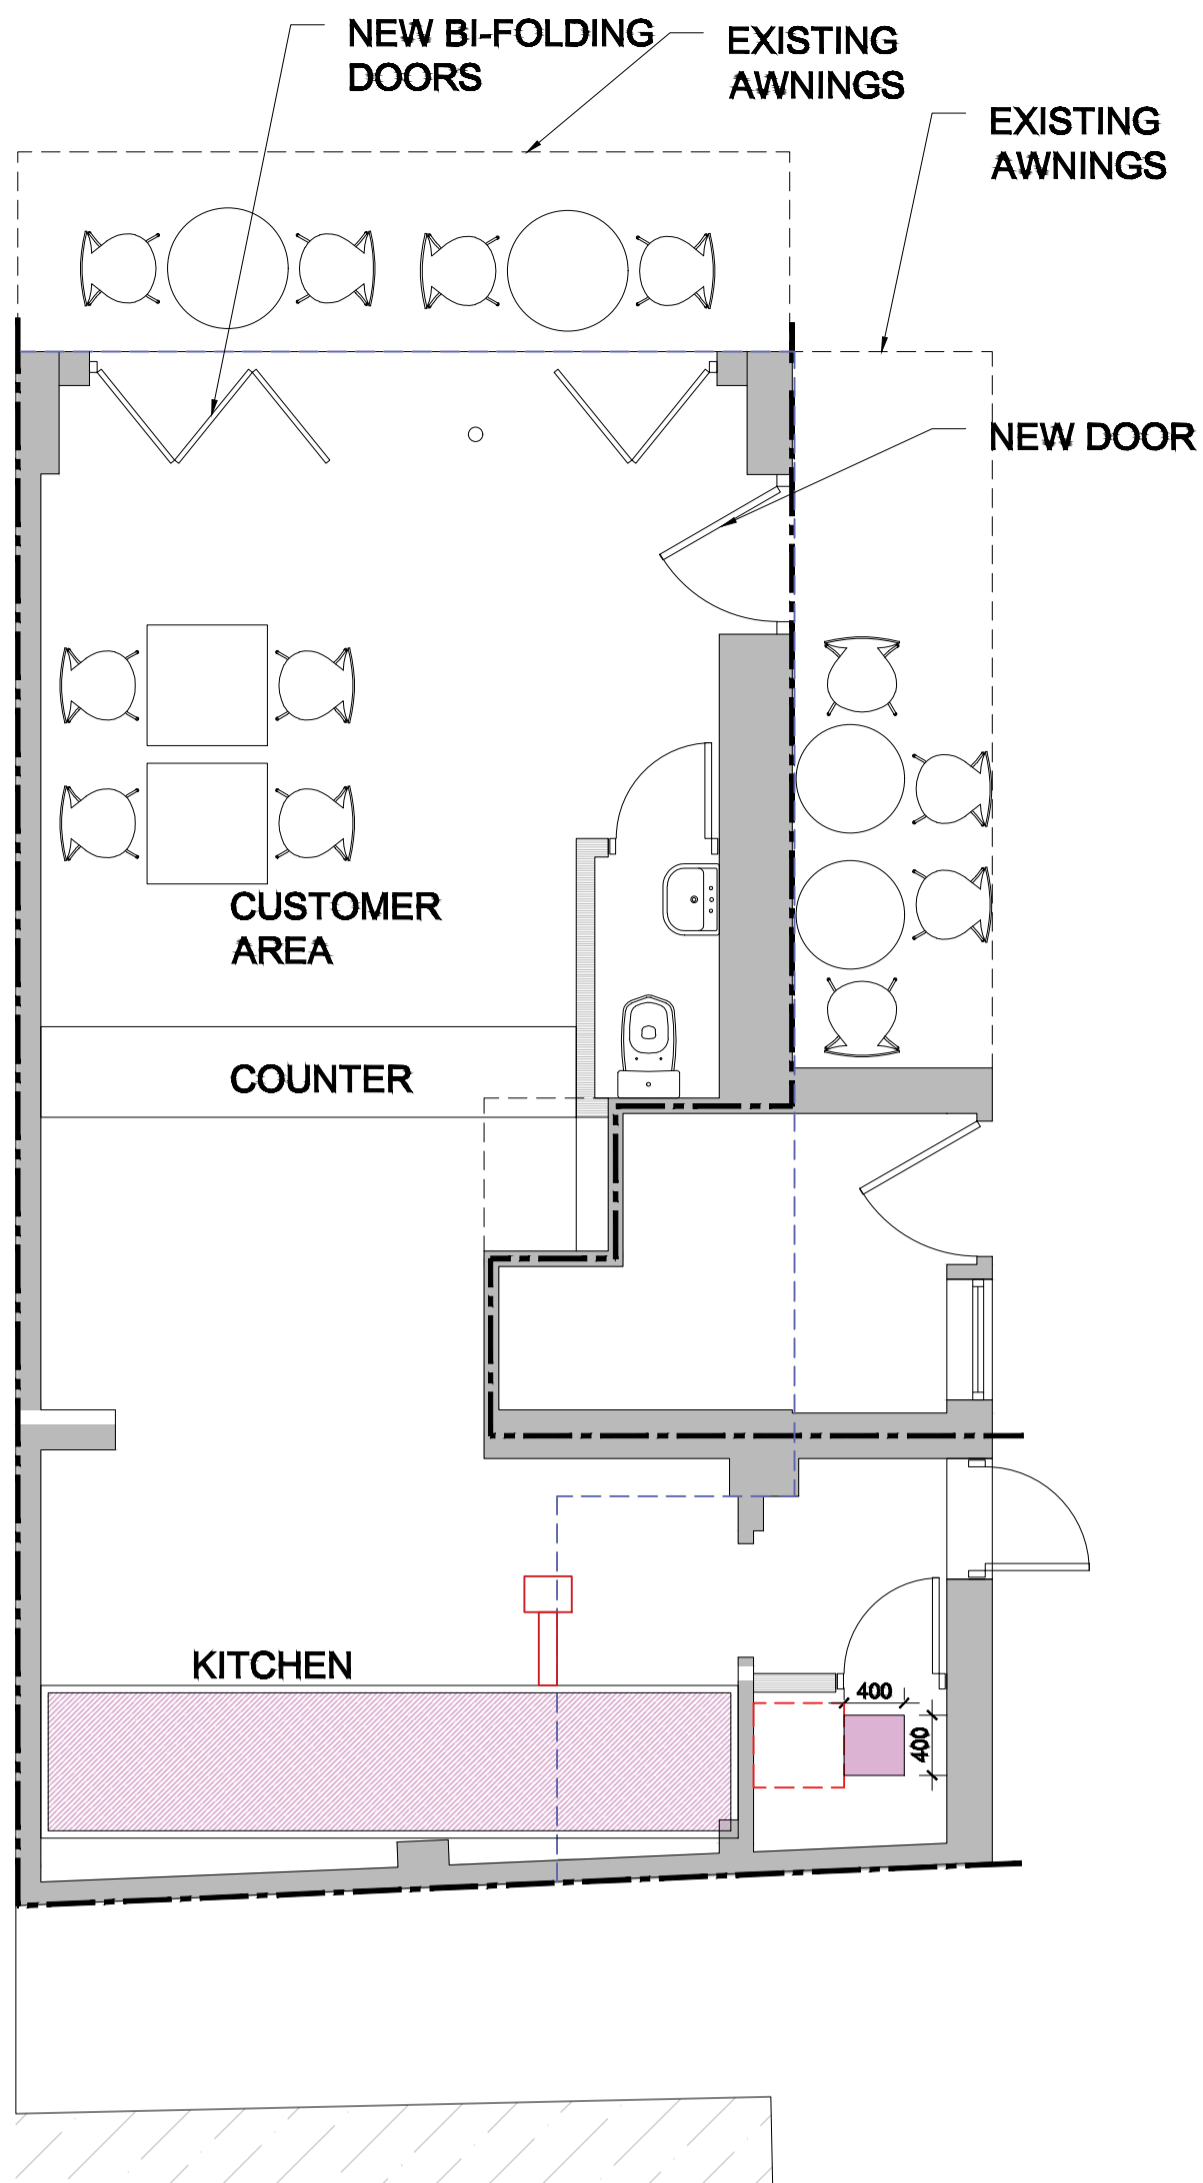 NEW BI-FOLDING
DOORS
EXISTING
AWNINGS
EXISTING
AWNINGS
NEW DOOR
CUSTOMER
AREA
COUNTER
KITCHEN
400
400